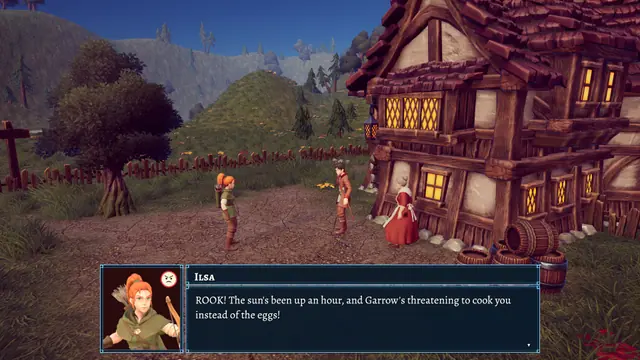 ILSA
ROOK! The sun's been up an hour, and Garrow's threatening to cook you
instead of the eggs!